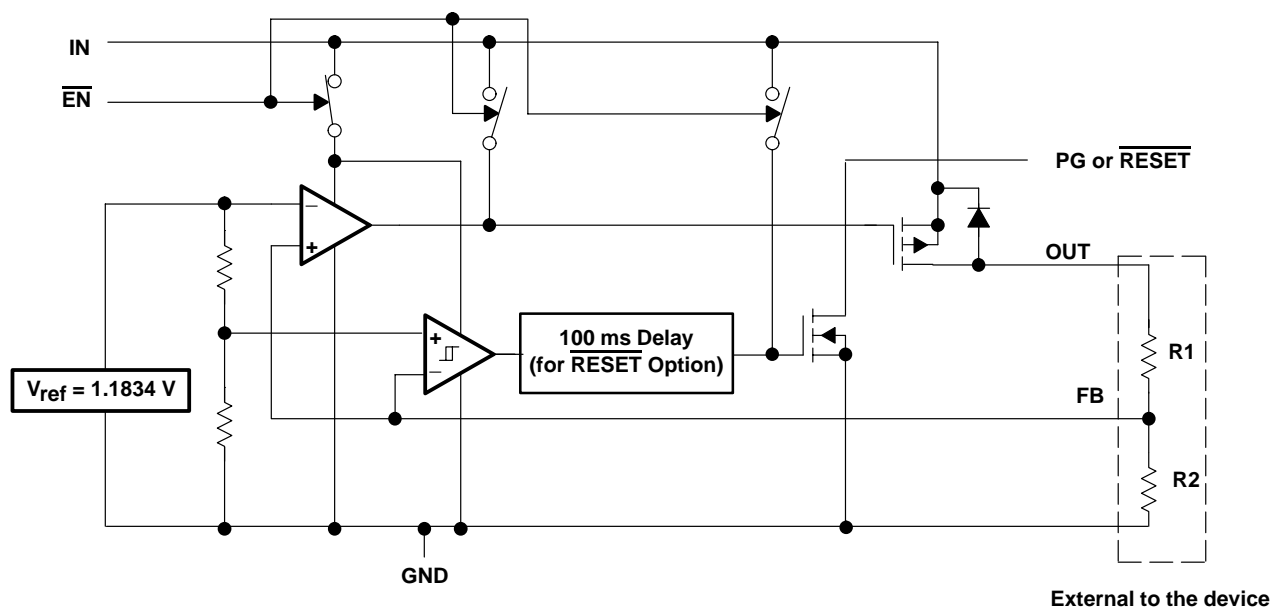 IN
EN
PG or RESET
OUT
100 ms Delay
(for RESET Option)
R1
Vref = 1.1834 V
FB
R2
GND
External to the device